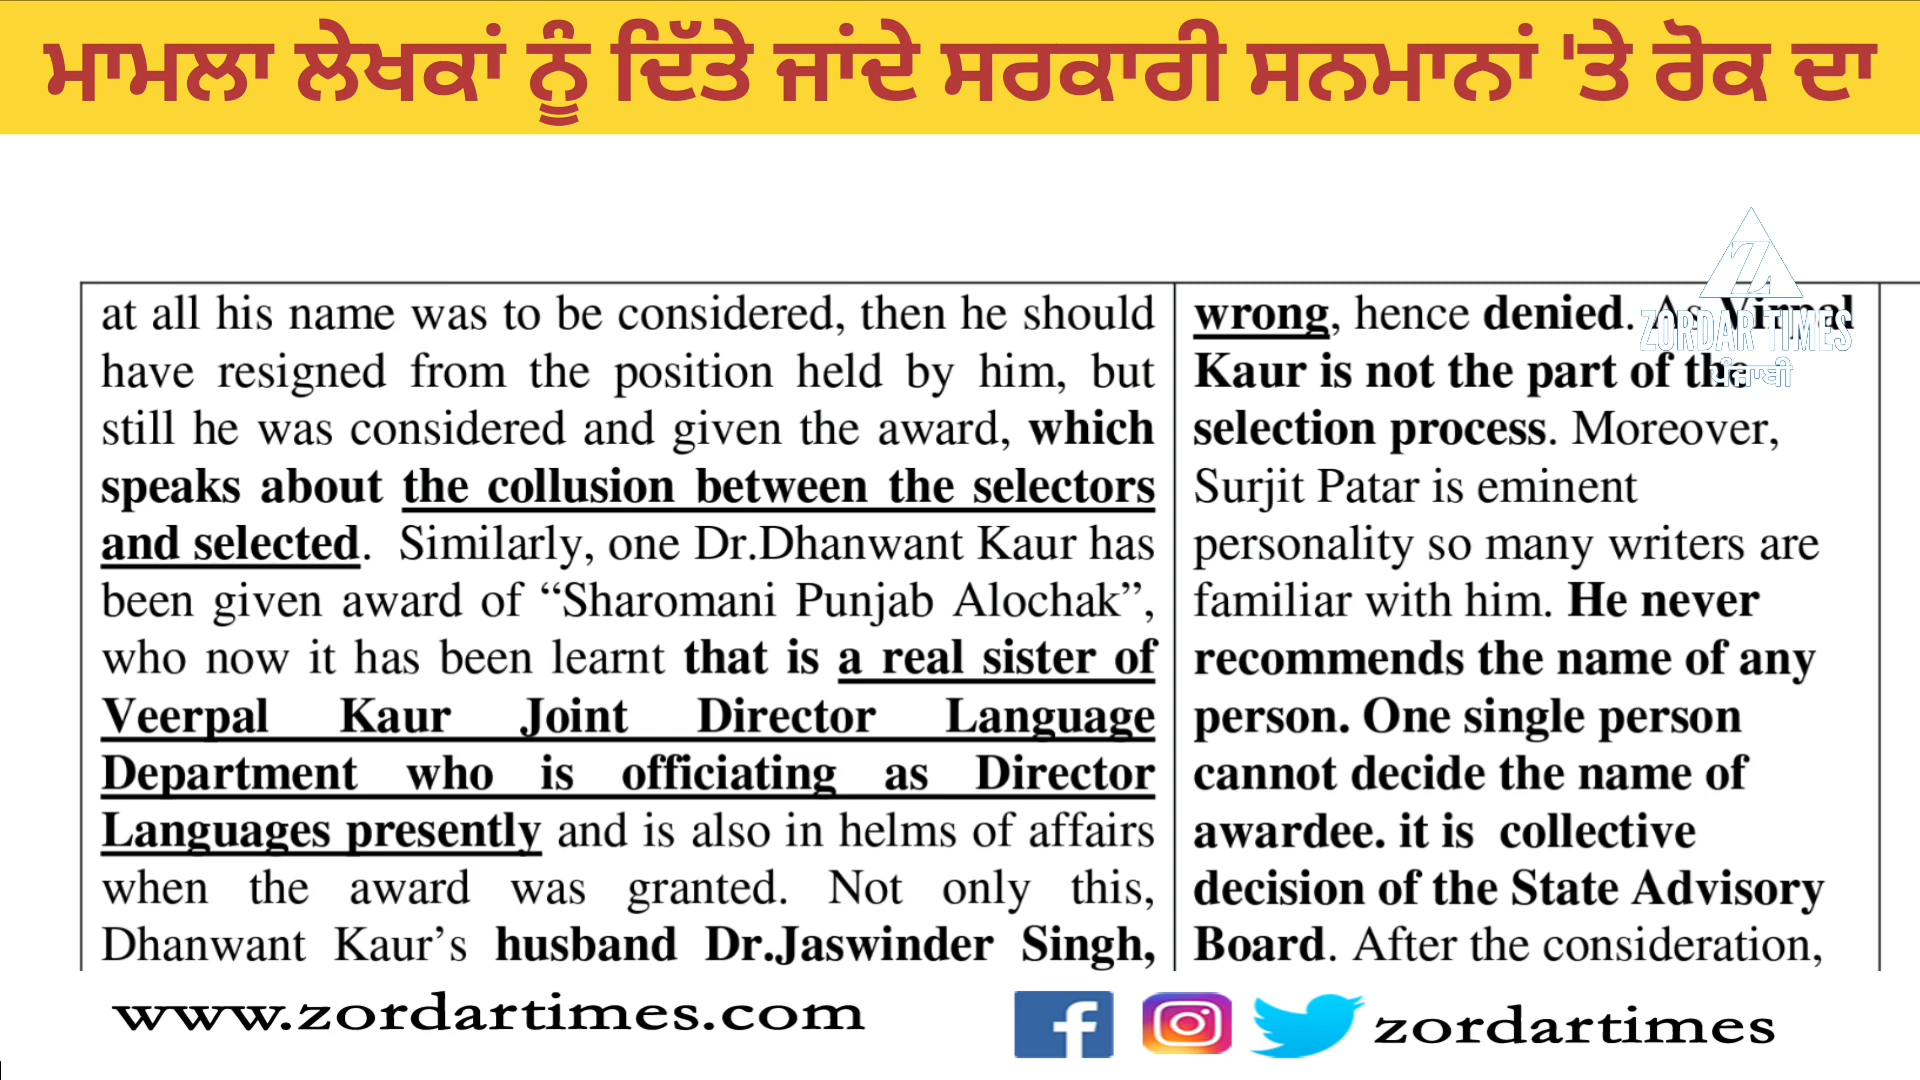 ਮਾਮਲਾ ਲੇਖਕਾਂ ਨੂੰ ਦਿੱਤੇ ਜਾਂਦੇ ਸਰਕਾਰੀ ਸਨਮਾਨਾਂ 'ਤੇ ਰੋਕ ਦਾ
at all his name was to be considered, then he should
have resigned from the position held by him, but
still he was considered and given the award, which
speaks about the collusion between the selectors
and selected. Similarly, one Dr.Dhanwant Kaur has
been given award of “Sharomani Punjab Alochak”,
who now it has been learnt that is a real sister of
Veerpal Kaur Joint Director Language
Department who is officiating as Director
Languages presently and is also in helms of affairs
when the award was granted. Not only this,
Dhanwant Kaur’s husband Dr.Jaswinder Singh,
wrong, hence denied. As Virpal
Kaur is not the part of the
selection process. Moreover,
Surjit Patar is eminent
personality so many writers are
familiar with him. He never
recommends the name of any
person. One single person
cannot decide the name of
awardee. it is collective
decision of the State Advisory
Board. After the consideration,
ZORDAR TIMES
ਪੰਜਾਬੀ
www.zordartimes.com
zordartimes